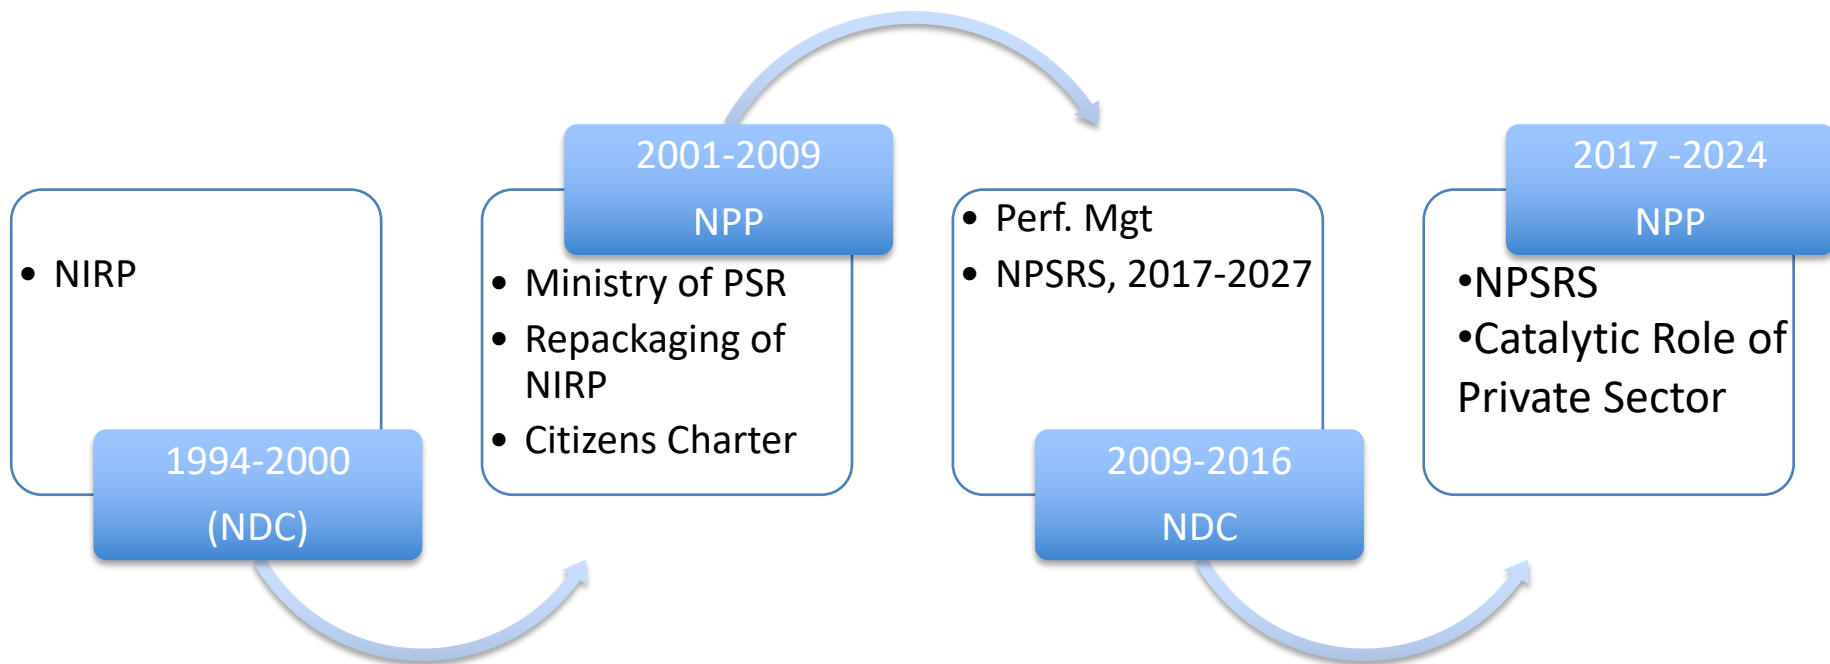 • NIRP
1994-2000
(NDC)
2001-2009
NPP
• Ministry of PSR
• Repackaging of
NIRP
• Citizens Charter
• Perf. Mgt
• NPSRS, 2017-2027
2009-2016
NDC
2017 -2024
NPP
•NPSRS
•Catalytic Role of
Private Sector